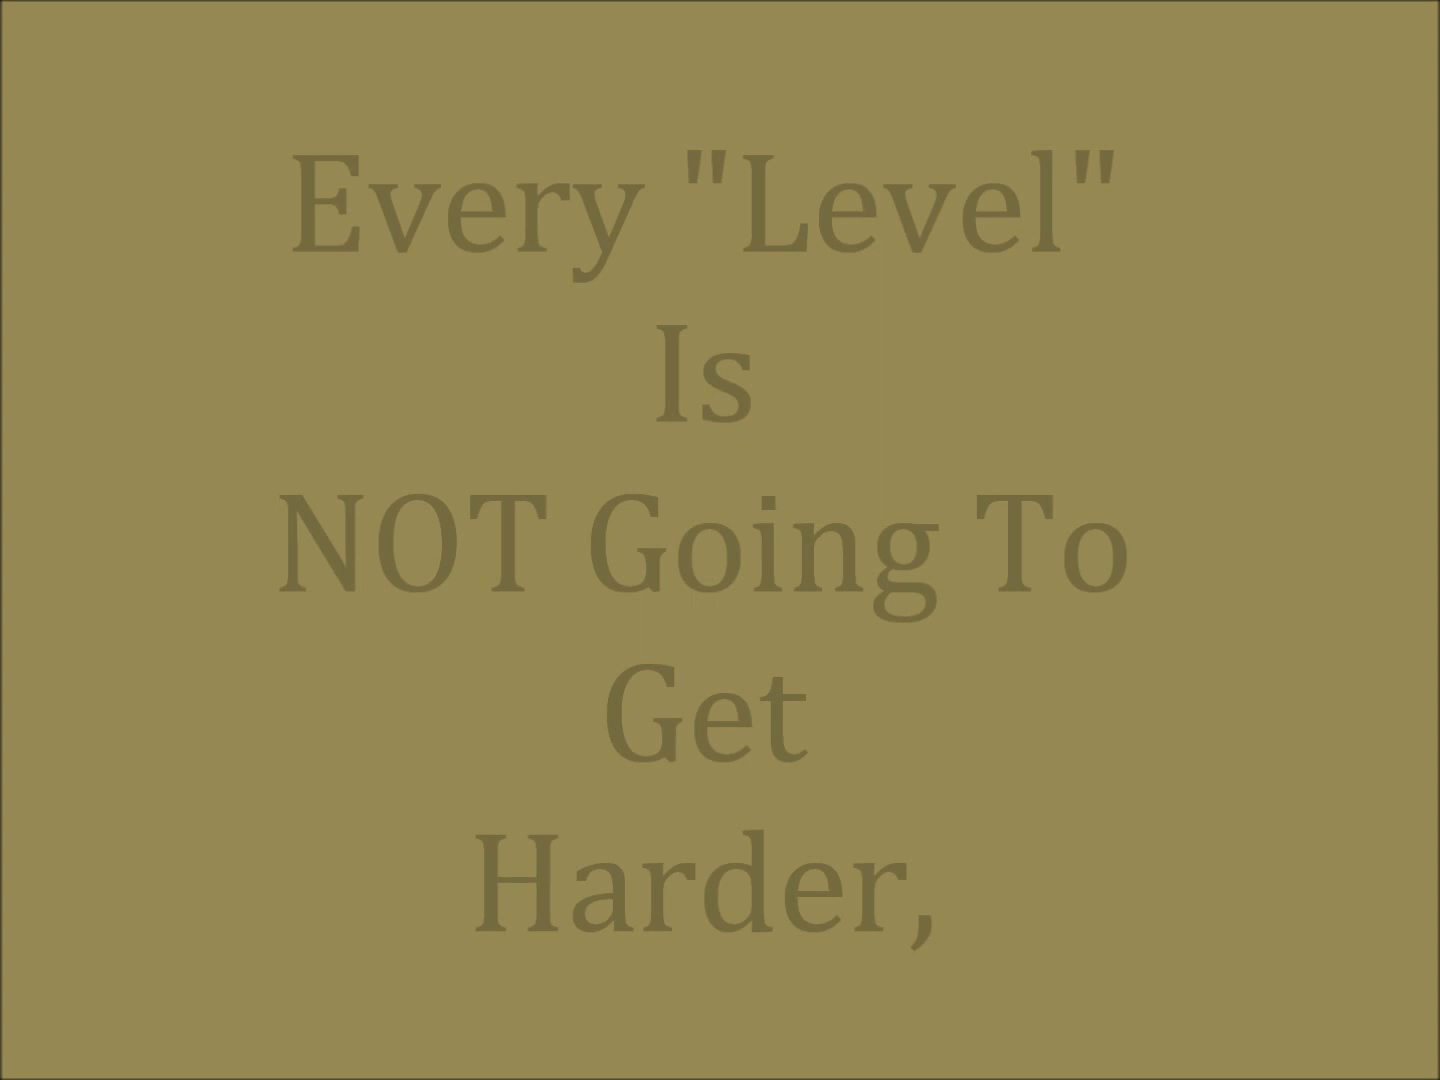 Every "Level"
Is
NOT Going To
Get
Harder,